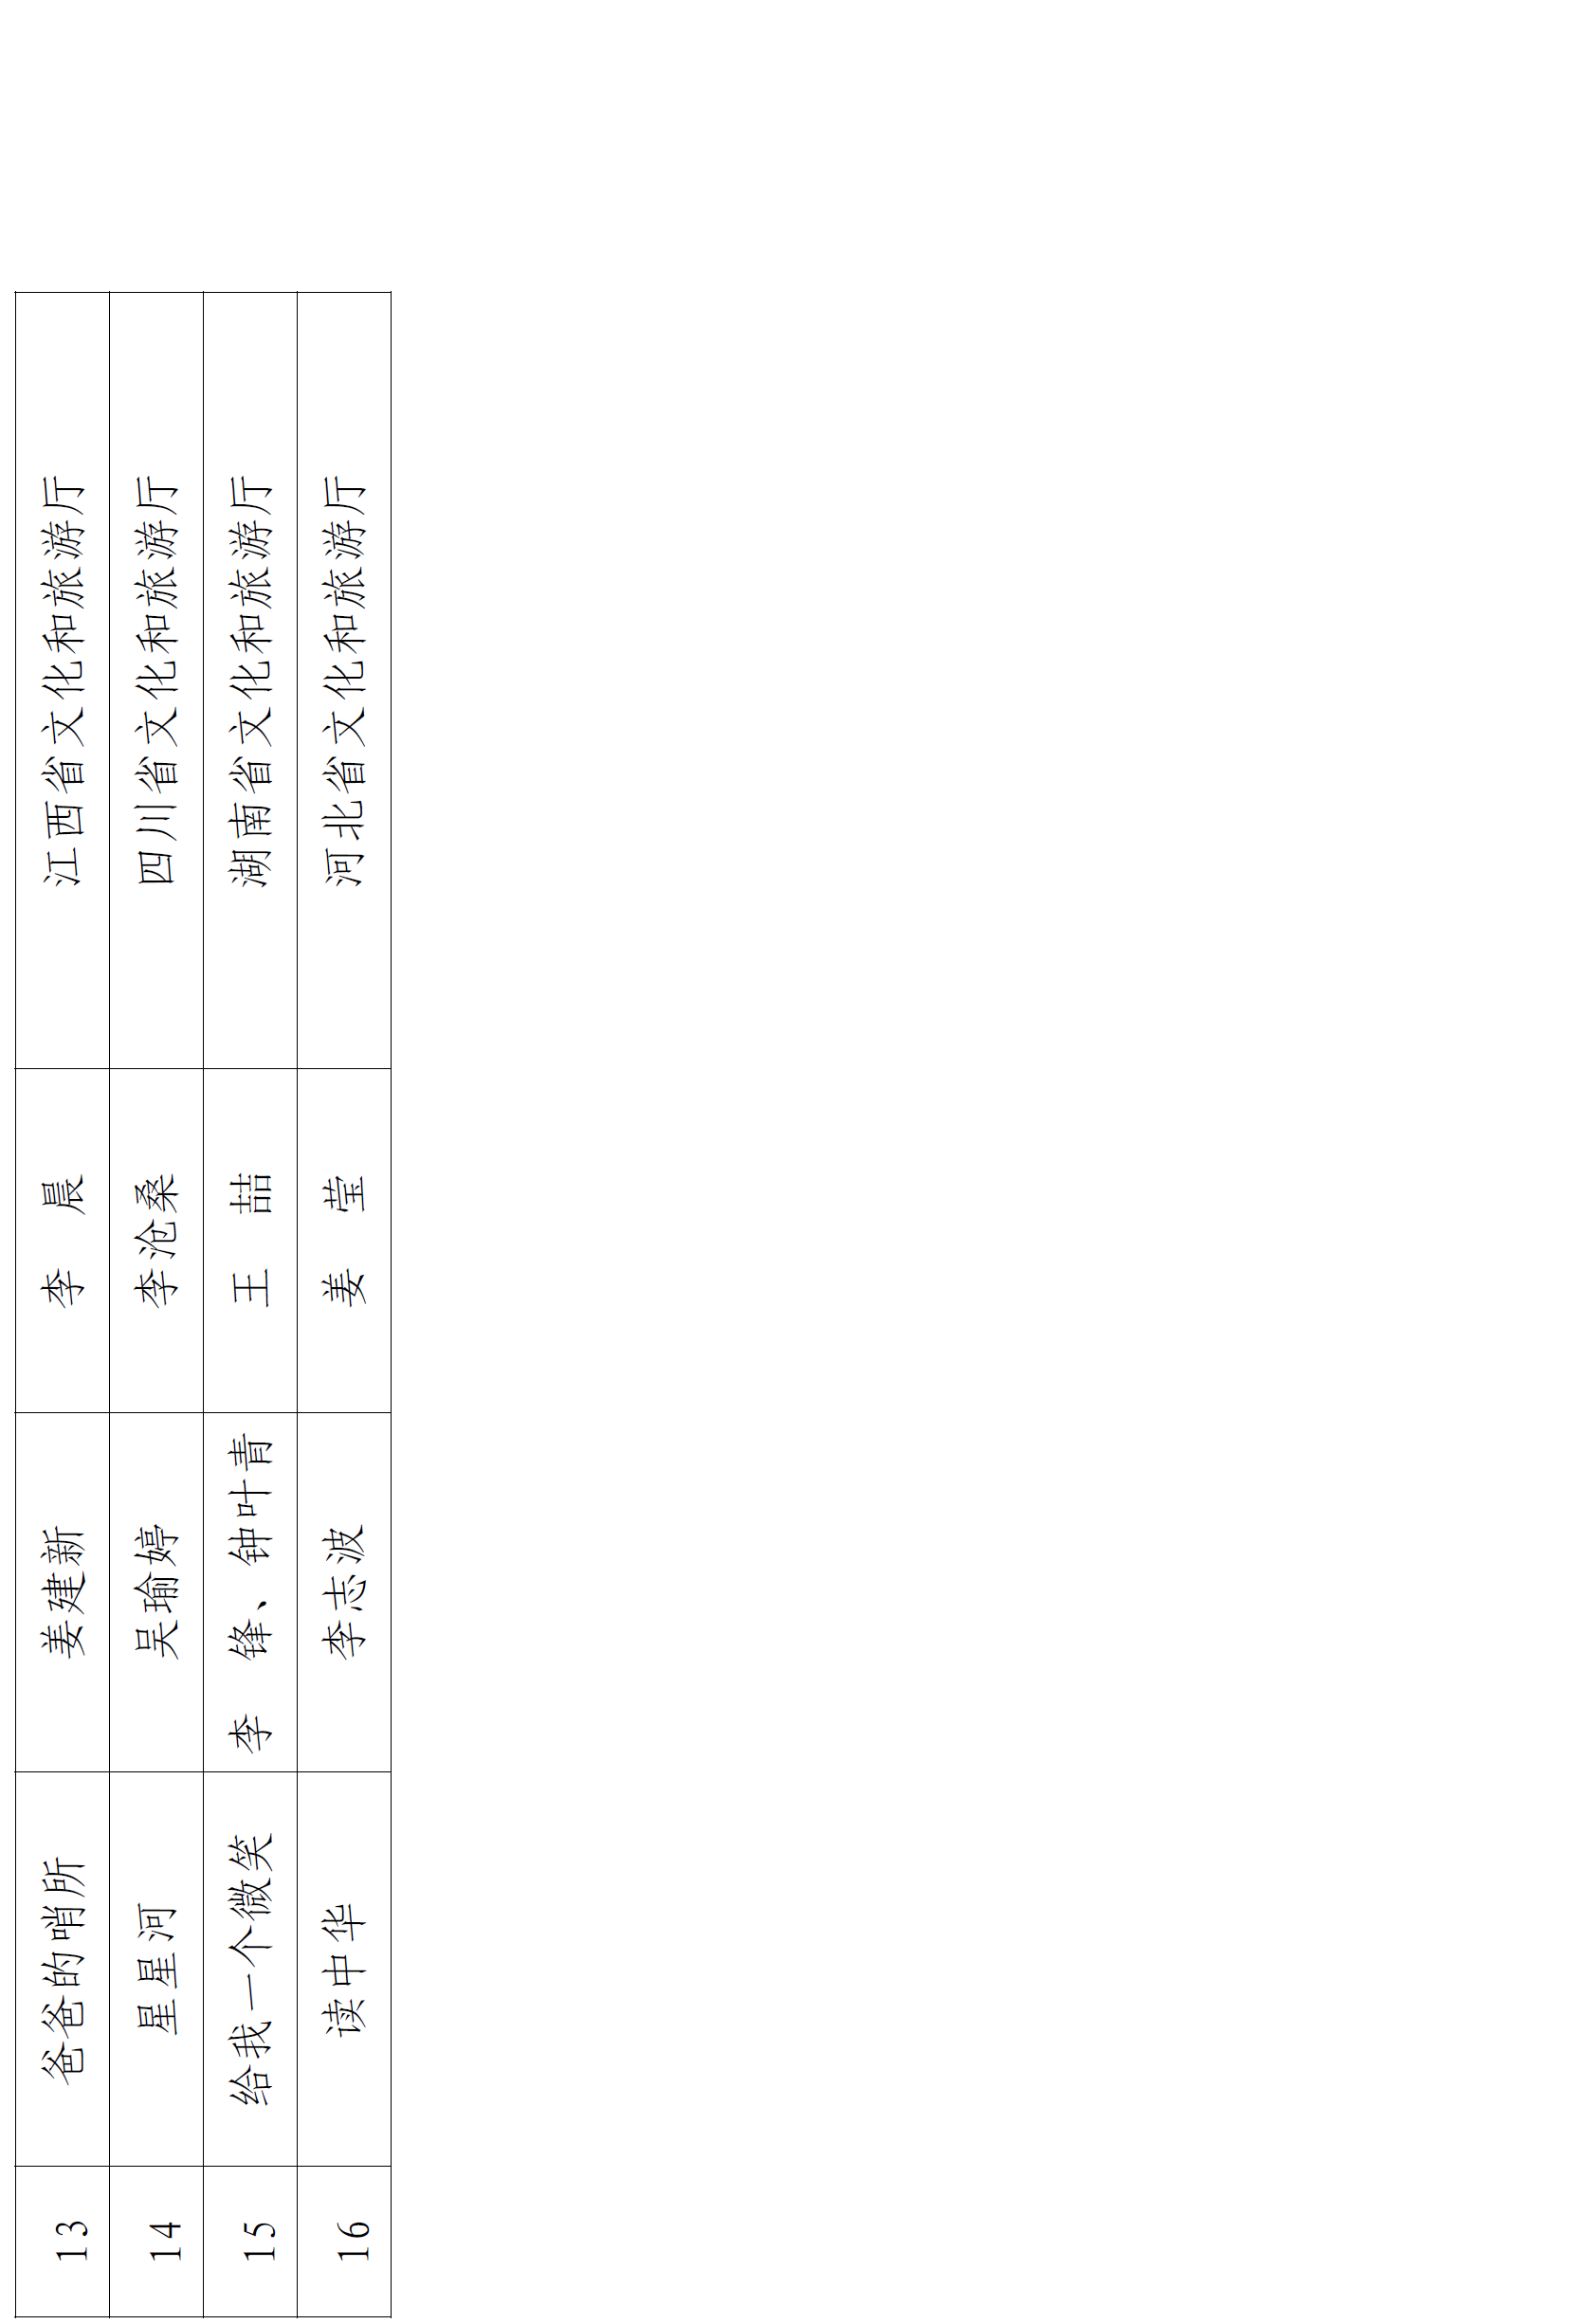 13 爸爸的哨所 姜建新 李　晨 江西省文化和旅游厅
14 星星河 吴瑜婷 李沧桑 四川省文化和旅游厅
15 给我一个微笑 李　锋、钟叶青 王　喆 湖南省文化和旅游厅
16 读中华 李志波 姜　莹 河北省文化和旅游厅